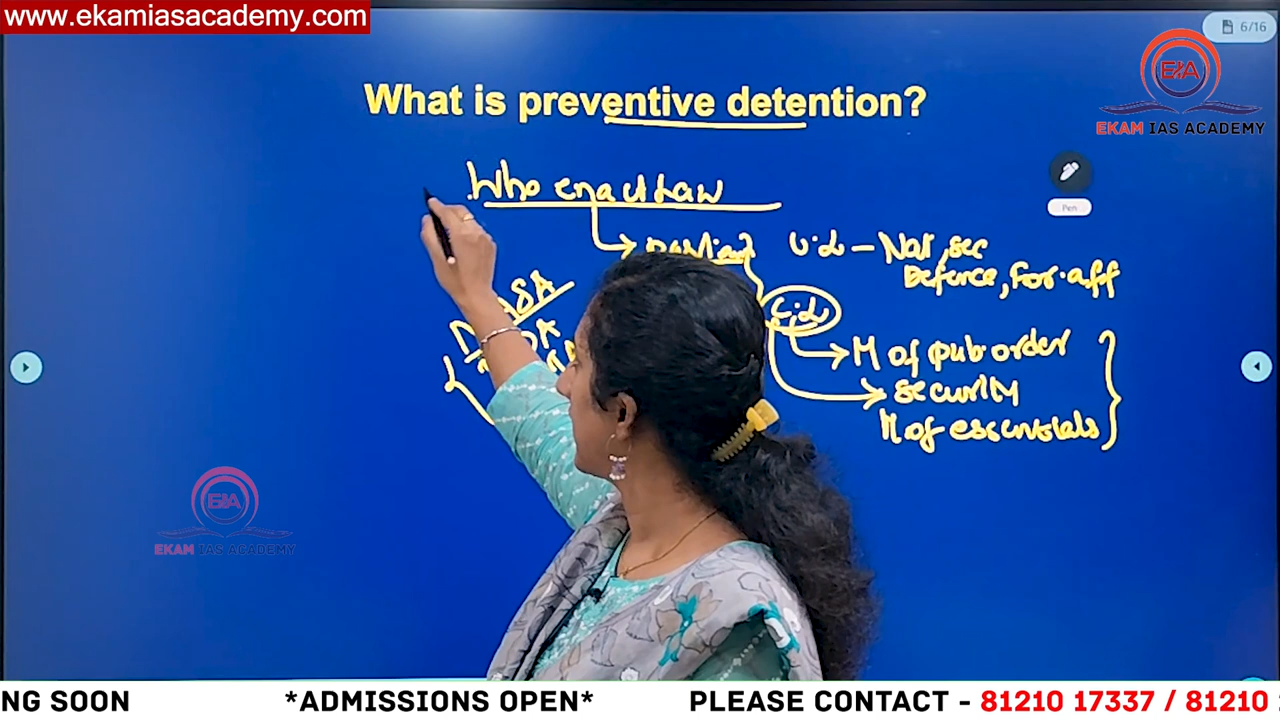 www.ekamiasacademy.com
6/16
EIA
EKAM IAS ACADEMY
What is preventive detention?
Pen
Who enact Law
U.L – Nat, sec
Defence, For. aff
C.L
M of pub order
security
M of essentials
EIA
EKAM IAS ACADEMY
NG SOON *ADMISSIONS OPEN* PLEASE CONTACT - 81210 17337 / 81210